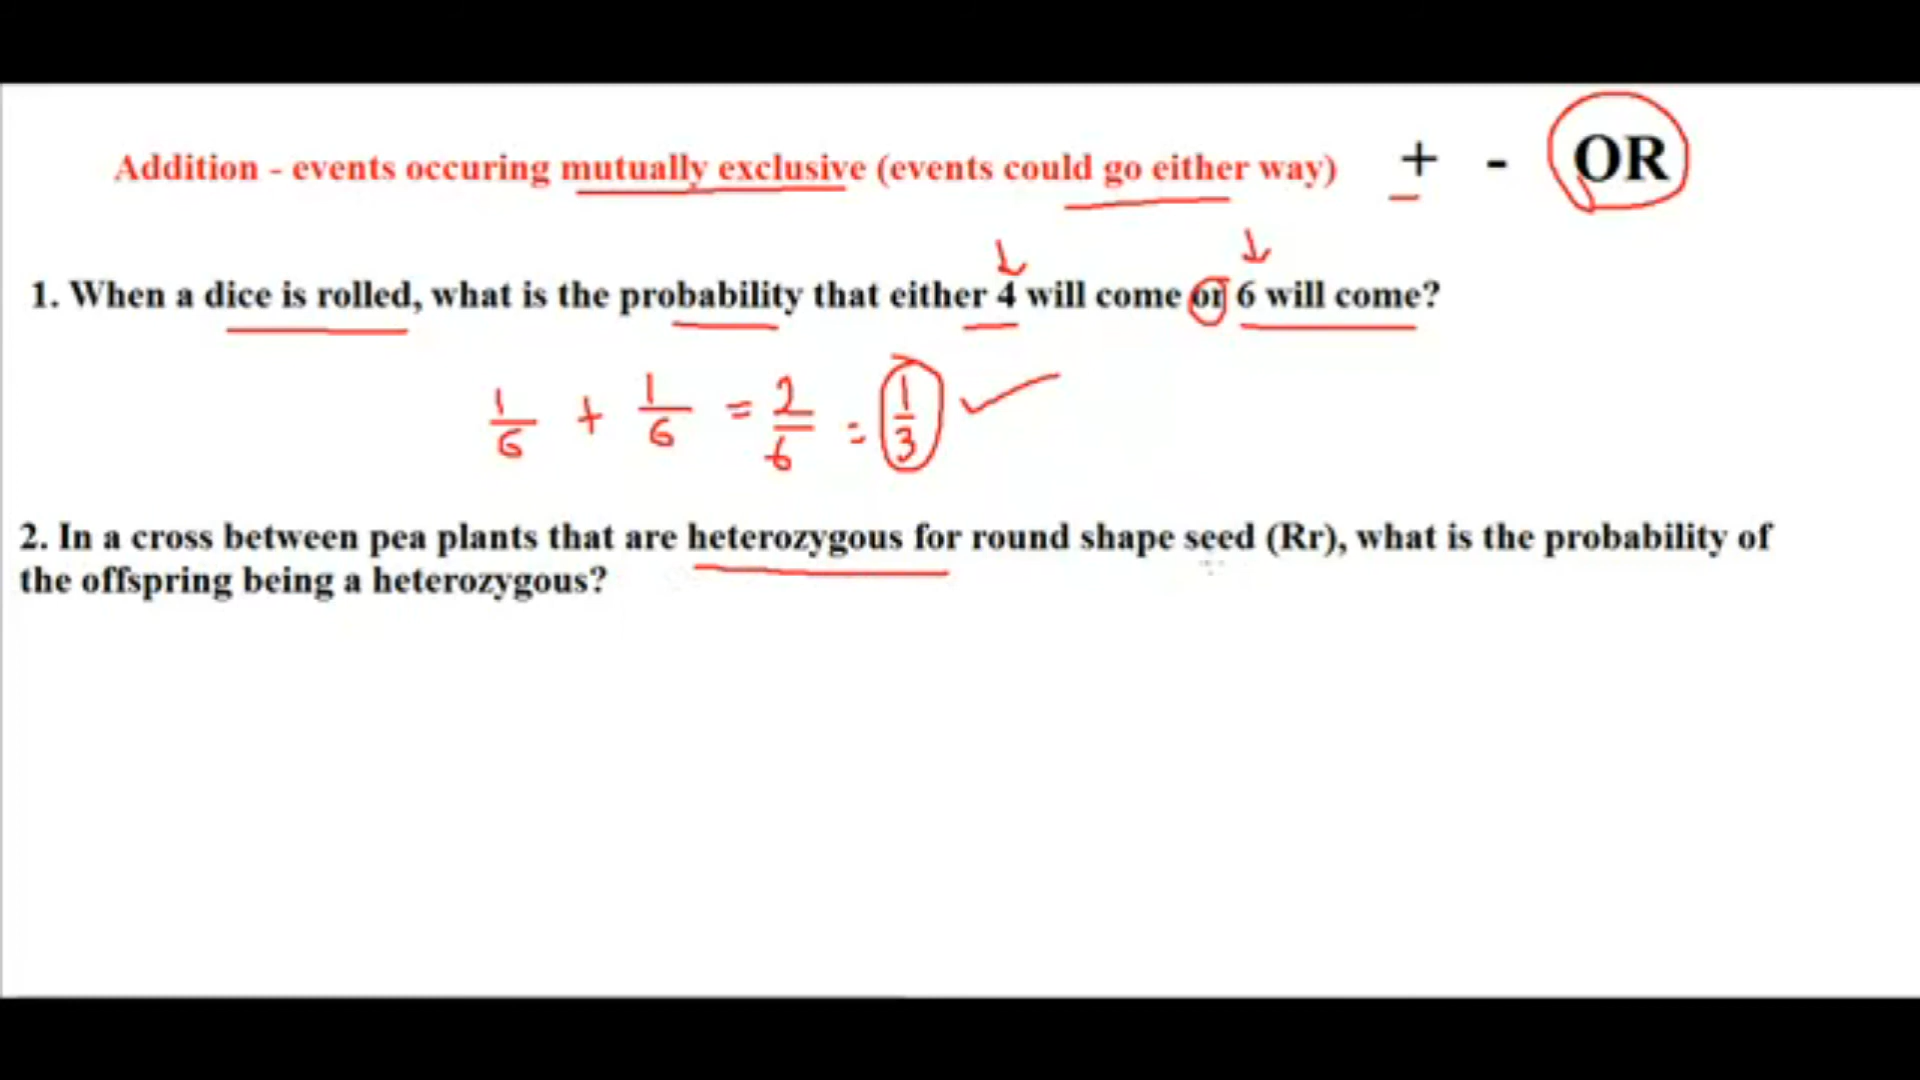 Addition - events occuring mutually exclusive (events could go either way) + - OR
1. When a dice is rolled, what is the probability that either 4 will come or 6 will come?
1/6 + 1/6 = 2/6 = 1/3
2. In a cross between pea plants that are heterozygous for round shape seed (Rr), what is the probability of
the offspring being a heterozygous?